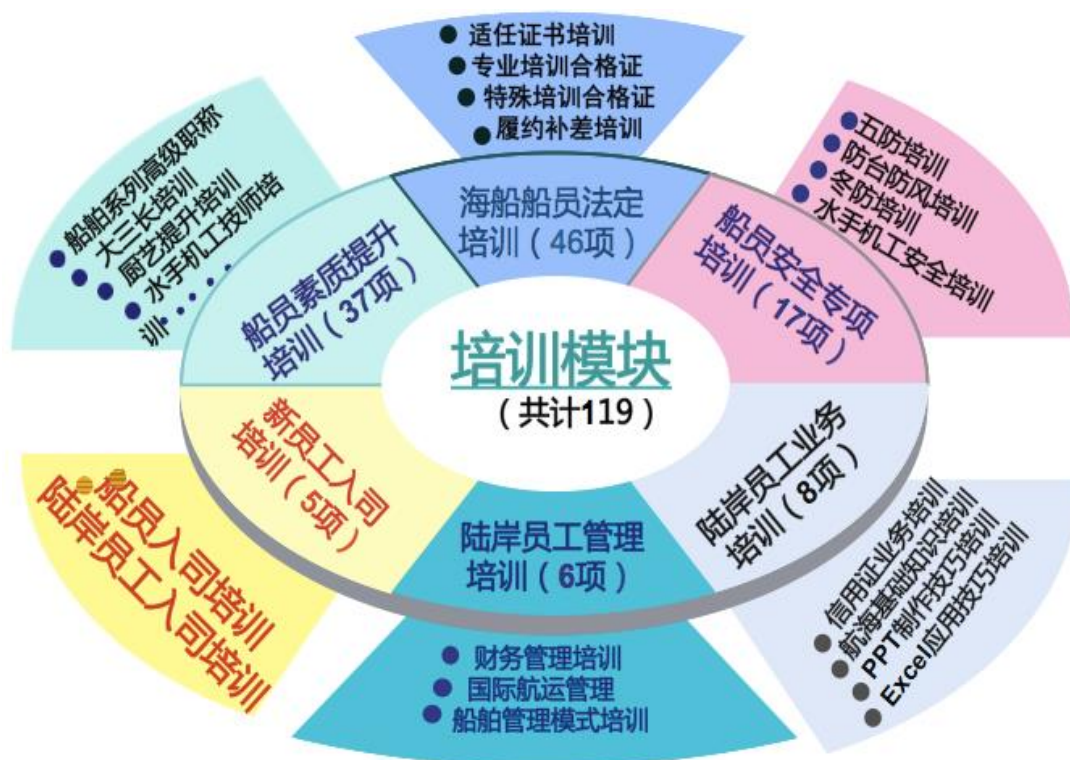 适任证书培训
专业培训合格证
特殊培训合格证
履约补差培训
海船船员法定
培训（46项）
五防培训
防台防风培训
冬防培训
水手机工安全培训
船员安全专项
培训（17项）
信用证业务培训
航海基础知识培训
PPT制作技巧培训
Excel应用技巧培训
陆岸员工业务
培训（8项）
陆岸员工管理
培训（6项）
财务管理培训
国际航运管理
船舶管理模式培训
新员工入司
培训（5项）
船员入司培训
陆岸员工入司培训
船舶系列高级职称
大三长培训
厨艺提升培训
水手机工技师培
训·····
船员素质提升
培训（37项）
培训模块
（共计119）